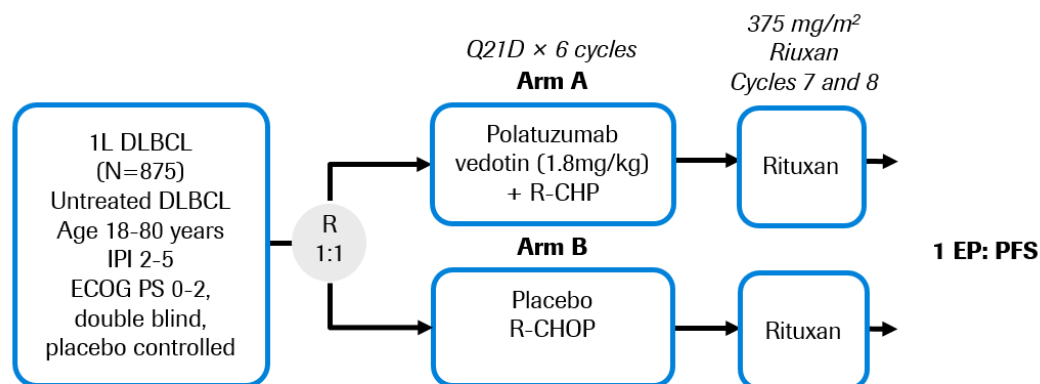 1L DLBCL
(N=875)
Untreated DLBCL
Age 18-80 years
IPI 2-5
ECOG PS 0-2,
double blind,
placebo controlled
R
1:1
Q21D × 6 cycles
Arm A
Polatuzumab
vedotin (1.8mg/kg)
+ R-CHP
375 mg/m²
Riuxan
Cycles 7 and 8
Rituxan
Arm B
Placebo
R-CHOP
Rituxan
1 EP: PFS